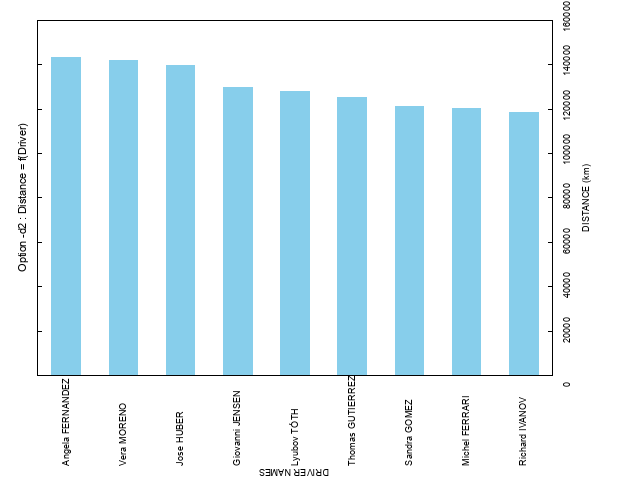 Option -d2 : Distance = f(Driver)
160000
140000
120000
100000
80000
60000
40000
20000
0
DISTANCE (km)
Angela FERNANDEZ
Vera MORENO
Jose HUBER
Giovanni JENSEN
Lyubov TÓTH
Thomas GUTIERREZ
Sandra GOMEZ
Michel FERRARI
Richard IVANOV
DRIVER NAMES